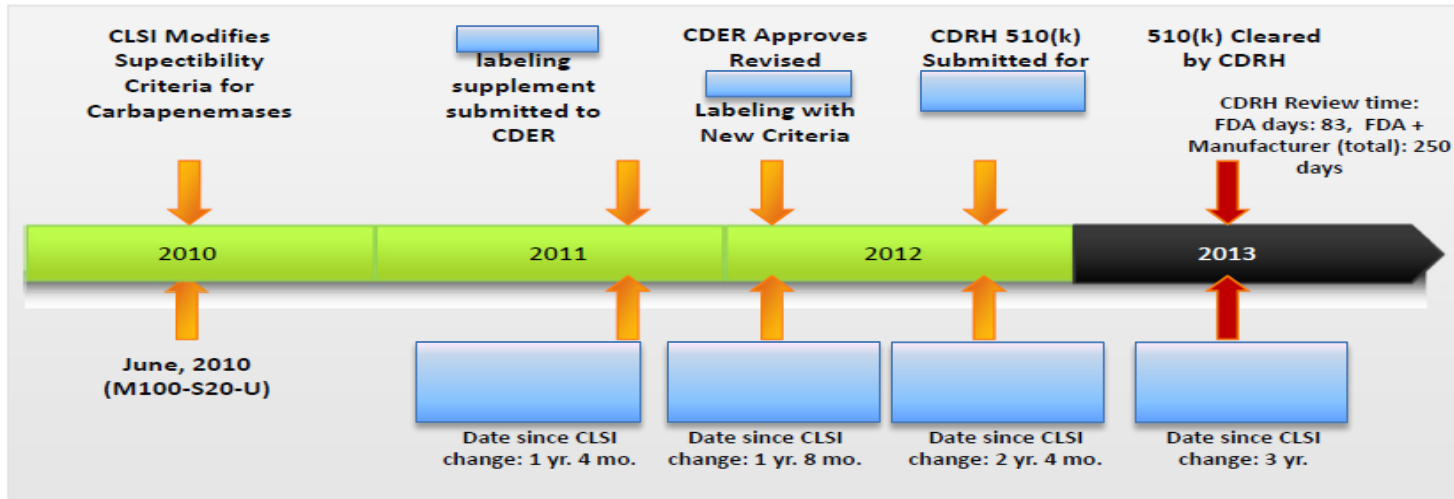 CLSI Modifies
Supectibility
Criteria for
Carbapenemases
labeling
supplement
submitted to
CDER
CDER Approves
Revised
Labeling with
New Criteria
CDRH 510(k)
Submitted for
510(k) Cleared
by CDRH
CDRH Review time:
FDA days: 83, FDA +
Manufacturer (total): 250
days
2010
2011
2012
2013
June, 2010
(M100-S20-U)
Date since CLSI
change: 1 yr. 4 mo.
Date since CLSI
change: 1 yr. 8 mo.
Date since CLSI
change: 2 yr. 4 mo.
Date since CLSI
change: 3 yr.